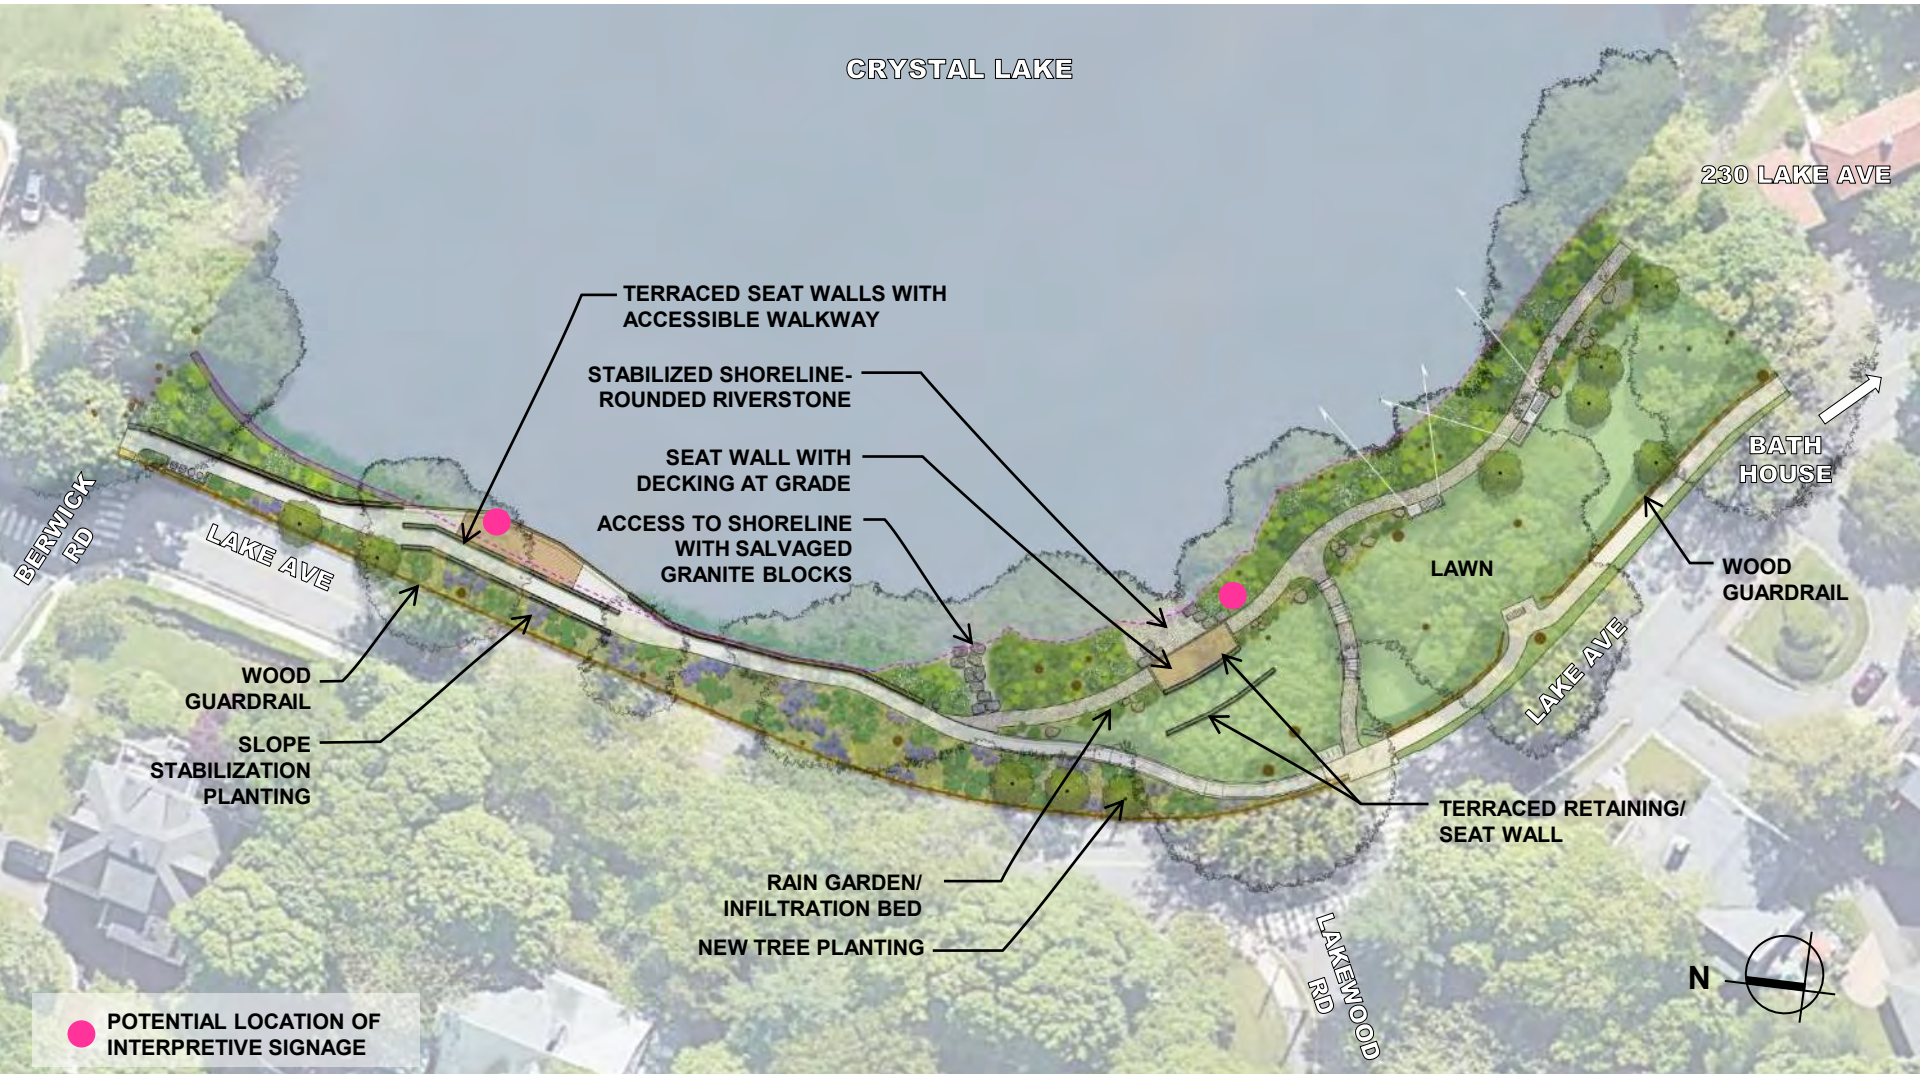 CRYSTAL LAKE
230 LAKE AVE
TERRACED SEAT WALLS WITH
ACCESSIBLE WALKWAY
STABILIZED SHORELINE-
ROUNDED RIVERSTONE
SEAT WALL WITH
DECKING AT GRADE
ACCESS TO SHORELINE
WITH SALVAGED
GRANITE BLOCKS
BATH
HOUSE
BERWICK
RD
LAKE AVE
LAWN
WOOD
GUARDRAIL
LAKE AVE
WOOD
GUARDRAIL
SLOPE
STABILIZATION
PLANTING
TERRACED RETAINING/
SEAT WALL
RAIN GARDEN/
INFILTRATION BED
NEW TREE PLANTING
LAKEWOOD
RD
N
POTENTIAL LOCATION OF
INTERPRETIVE SIGNAGE